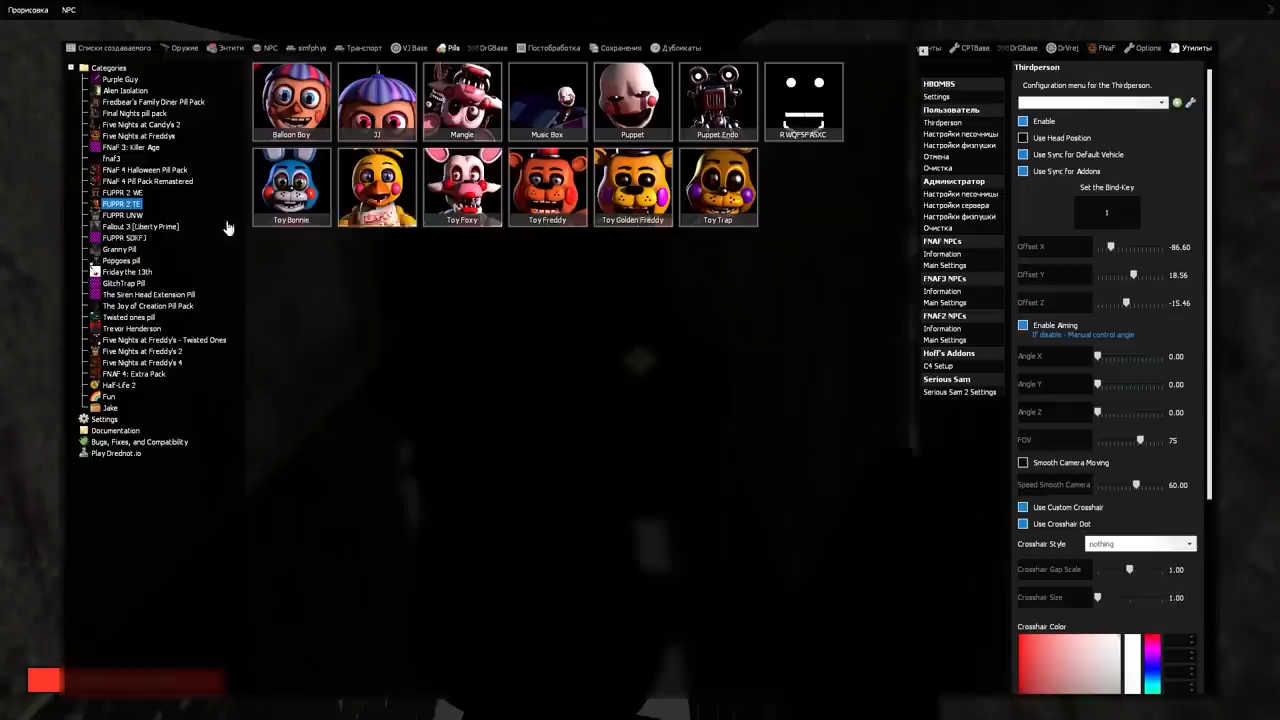 Прорисовка NPC
Списки создаваемого Оружие Энтити NPC simfphys Транспорт VJ Base Pills DrGBase Постобработка Сохранения Дубликаты
CPTBase DrGBase DrVrej FNaF Options Утилиты
Categories
Purple Guy
Alien Isolation
Fredbear's Family Diner Pill Pack
Final Nights pill pack
Five Nights at Candy's 2
Five Nights at Freddys
FNaF 3: Killer Age
fnaf3
FNAF 4 Halloween Pill Pack
FNAF 4 Pill Pack Remastered
FUPPR 2 WE
FUPPR 2 TE
FUPPR UNW
Fallout 3 [Liberty Prime]
FUPPR SDKFJ
Granny Pill
Popgoes pill
Friday the 13th
GlitchTrap Pill
The Siren Head Extension Pill
The Joy of Creation Pill Pack
Twisted ones pill
Trevor Henderson
Five Nights at Freddy's - Twisted Ones
Five Nights at Freddy's 2
Five Nights at Freddy's 4
FNAF 4: Extra Pack
Half-Life 2
Fun
Jake
Settings
Documentation
Bugs, Fixes, and Compatibility
Play Drednot.io
Balloon Boy JJ Mangle Music Box Puppet Puppet Endo
Toy Bonnie Toy Foxy Toy Freddy Toy Golden Freddy Toy Trap
HBOMBS
Settings
Пользователь
Thirdperson
Настройки песочницы
Настройки физпушки
Отмена
Очистка
Администратор
Настройки песочницы
Настройки сервера
Настройки физпушки
Очистка
FNAF NPCs
Information
Main Settings
FNAF3 NPCs
Information
Main Settings
FNAF2 NPCs
Information
Main Settings
Hoff's Addons
C4 Setup
Serious Sam
Serious Sam 2 Settings
Thirdperson
Configuration menu for the Thirdperson.
Enable
Use Head Position
Use Sync for Default Vehicle
Use Sync for Addons
Set the Bind-Key
1
Offset X -86.60
Offset Y 18.56
Offset Z -15.46
Enable Aiming
If disable - Manual control angle
Angle X 0.00
Angle Y 0.00
Angle Z 0.00
FOV 75
Smooth Camera Moving
Speed Smooth Camera 60.00
Use Custom Crosshair
Use Crosshair Dot
Crosshair Style nothing
Crosshair Gap Scale 1.00
Crosshair Size 1.00
Crosshair Color